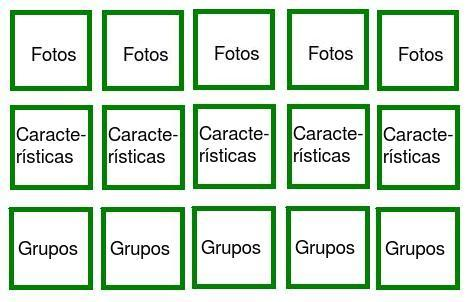 Fotos Fotos Fotos Fotos Fotos
Caracte- Caracte- Caracte- Caracte- Caracte-
rísticas rísticas rísticas rísticas rísticas
Grupos Grupos Grupos Grupos Grupos